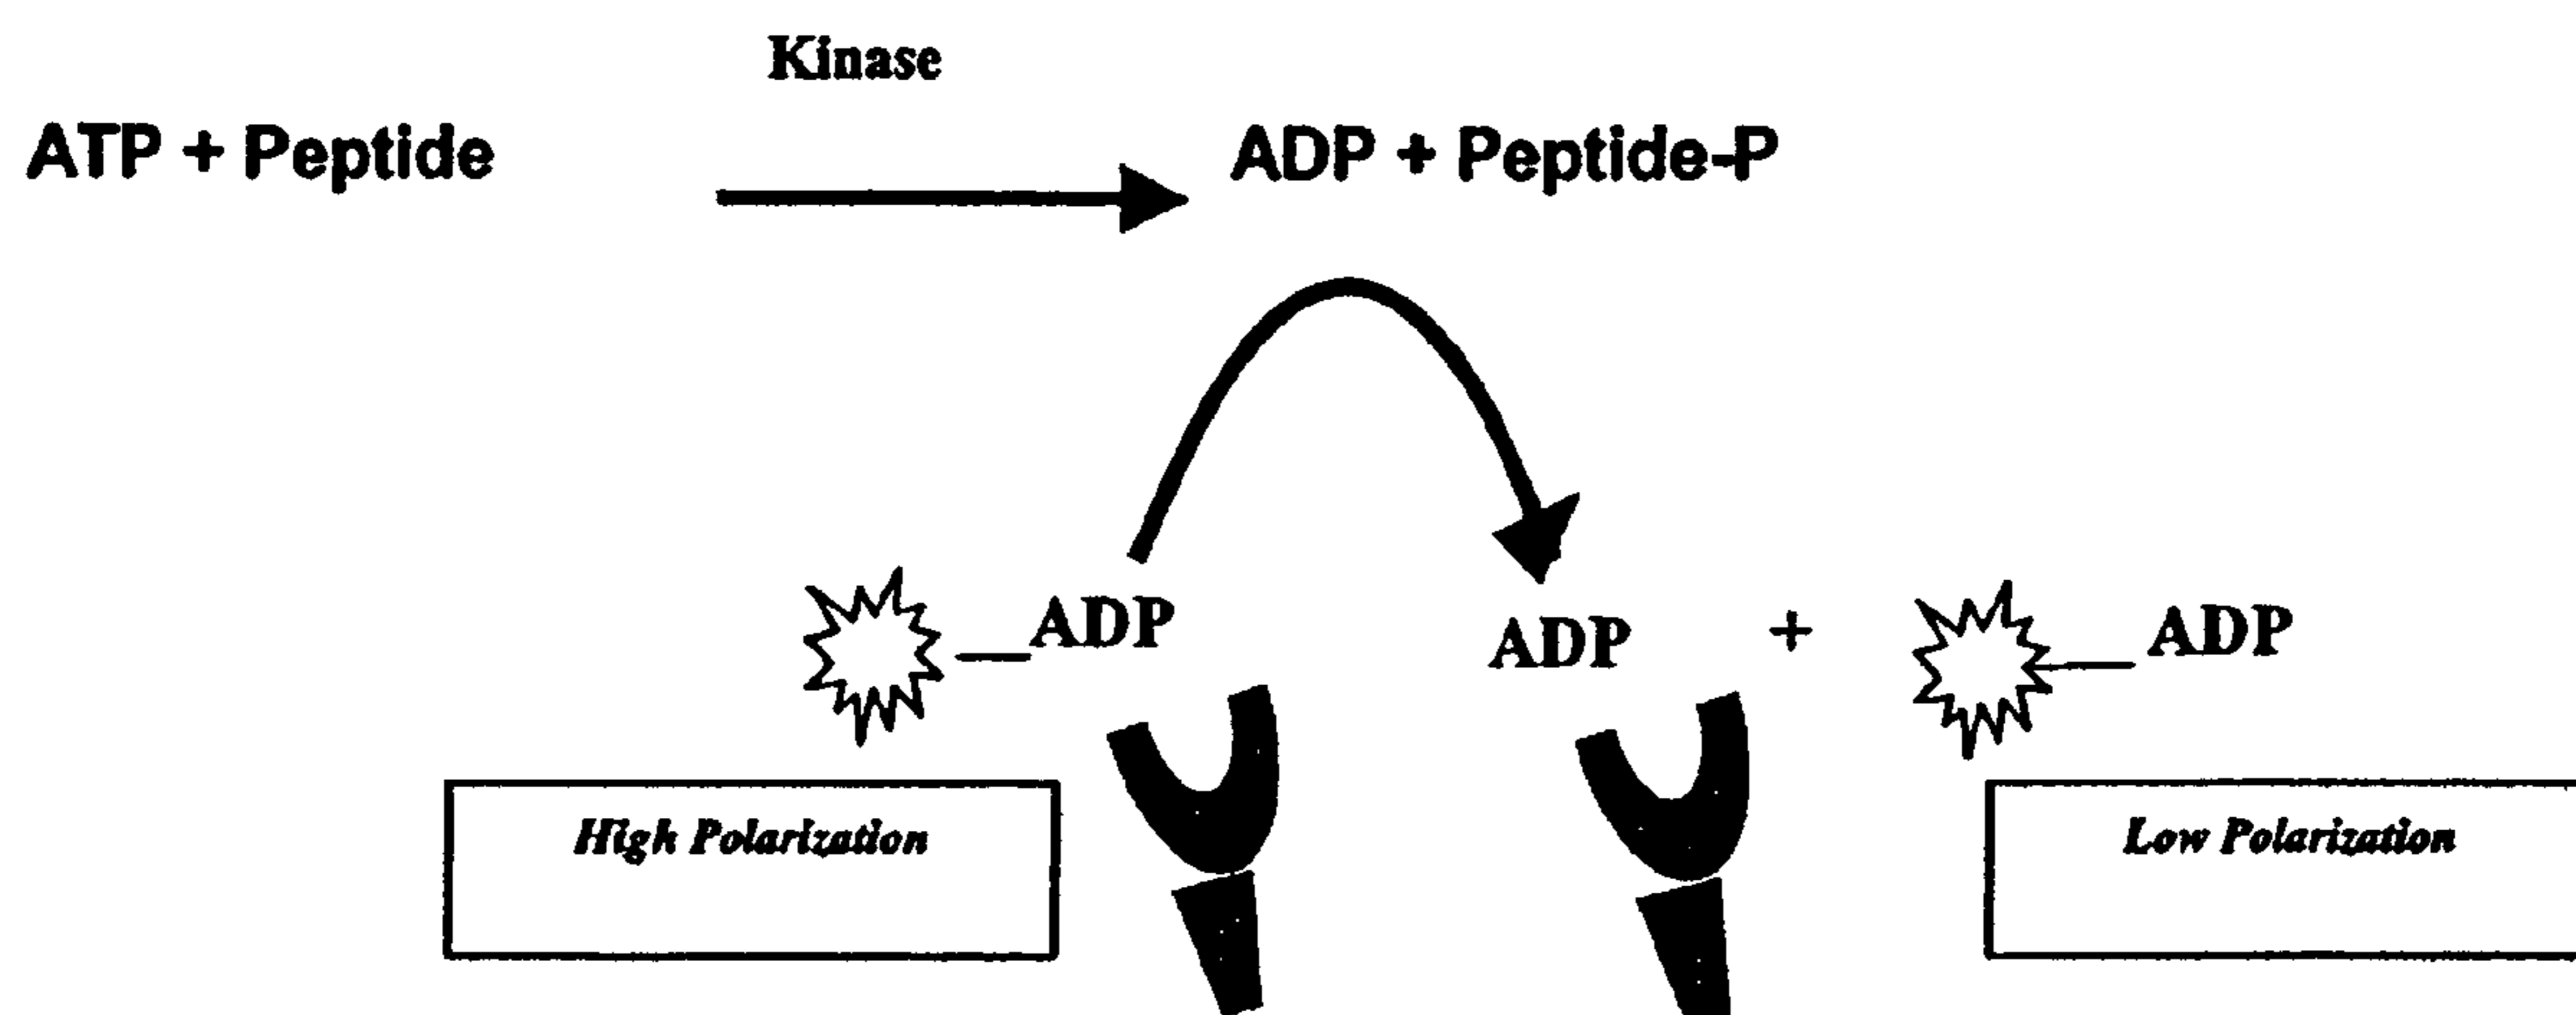 Kinase
ATP + Peptide
ADP + Peptide-P
ADP
ADP + ADP
High Polarization
Low Polarization